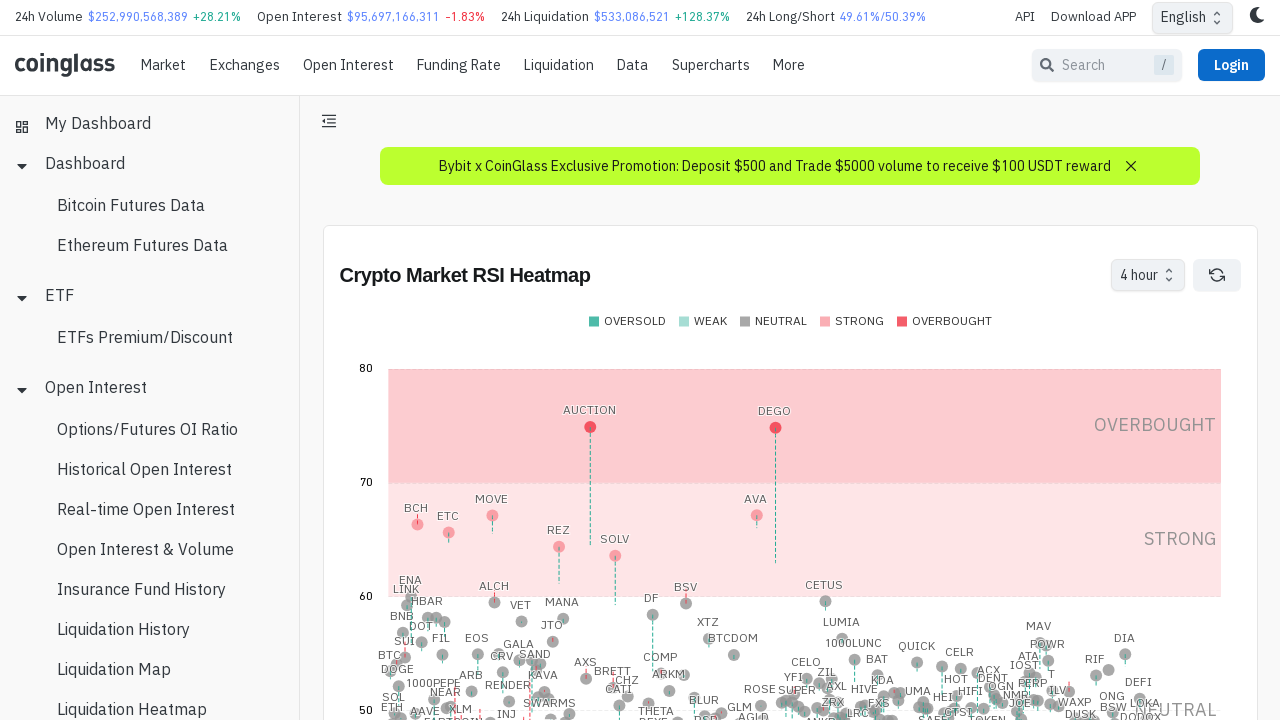 24h Volume $252,990,568,389 +28.21% Open Interest $95,697,166,311 -1.83% 24h Liquidation $533,086,521 +128.37% 24h Long/Short 49.61%/50.39% API Download APP English
coinglass Market Exchanges Open Interest Funding Rate Liquidation Data Supercharts More Search / Login
My Dashboard
Dashboard
Bitcoin Futures Data
Ethereum Futures Data
ETF
ETFs Premium/Discount
Open Interest
Options/Futures OI Ratio
Historical Open Interest
Real-time Open Interest
Open Interest & Volume
Insurance Fund History
Liquidation History
Liquidation Map
Liquidation Heatmap
Bybit x CoinGlass Exclusive Promotion: Deposit $500 and Trade $5000 volume to receive $100 USDT reward
Crypto Market RSI Heatmap 4 hour
OVERSOLD WEAK NEUTRAL STRONG OVERBOUGHT
80
AUCTION DEGO
OVERBOUGHT
70
MOVE AVA
BCH ETC
REZ SOLV STRONG
60
ENA
LINK ALCH BSV CETUS
HBAR VET MANA DF
BNB DOT JTO XTZ LUMIA MAV
SUI FIL EOS GALA BTCDOM 1000LUNC QUICK POWR DIA
BTC CRV SAND COMP BAT CELR ATA RIF
DOGE ARB KAVA AXS CELO IOST
1000PEPE RENDER BRETT ARKM YFI ZIL KDA HOT ACX DENT
NEAR CATI ROSE SUPER AXL HIVE UMA HEI HIFI OGN PERP T ILV DEFI
SOL SWARMS BLUR ZRX NMR ONG
ETH AAVE XLM INJ THETA GLM LRC CTSI JOE WAXP BSW LOKA
50 AGLD TOKEN DUSK NEUTRAL